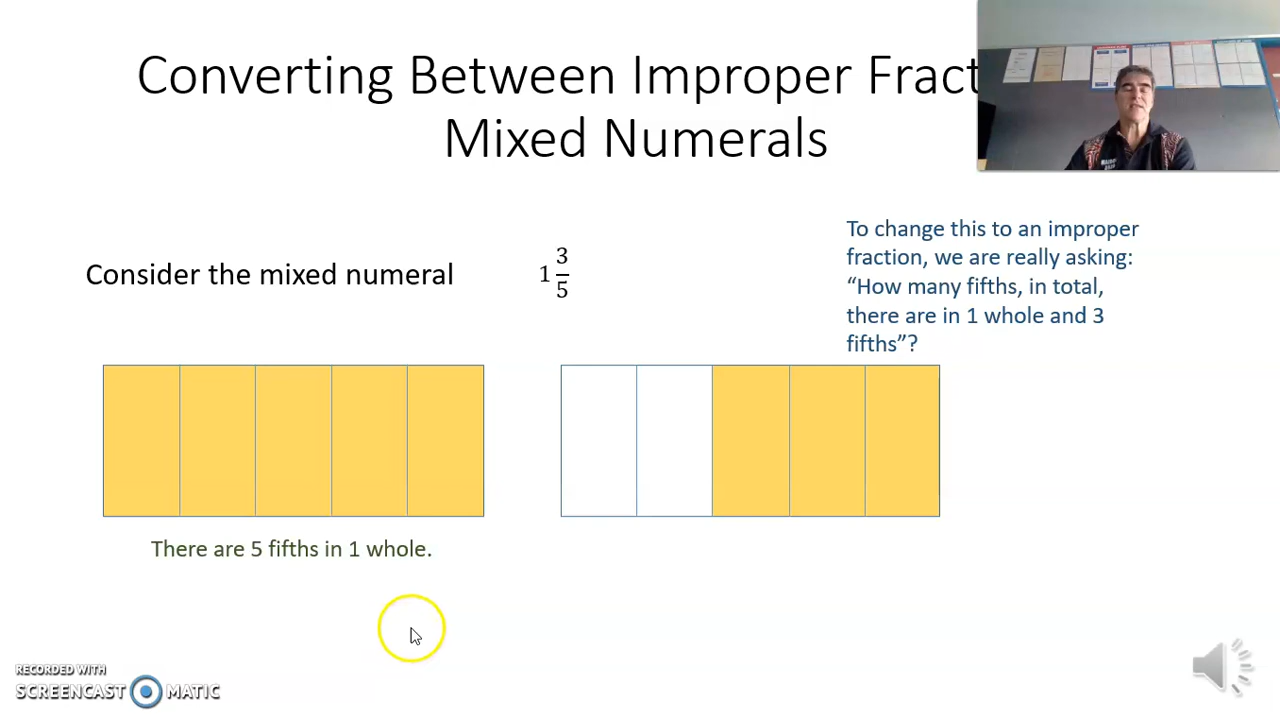 Converting Between Improper Fract
Mixed Numerals
Consider the mixed numeral
1 3/5
To change this to an improper
fraction, we are really asking:
“How many fifths, in total,
there are in 1 whole and 3
fifths”?
There are 5 fifths in 1 whole.
RECORDED WITH
SCREENCAST MATIC